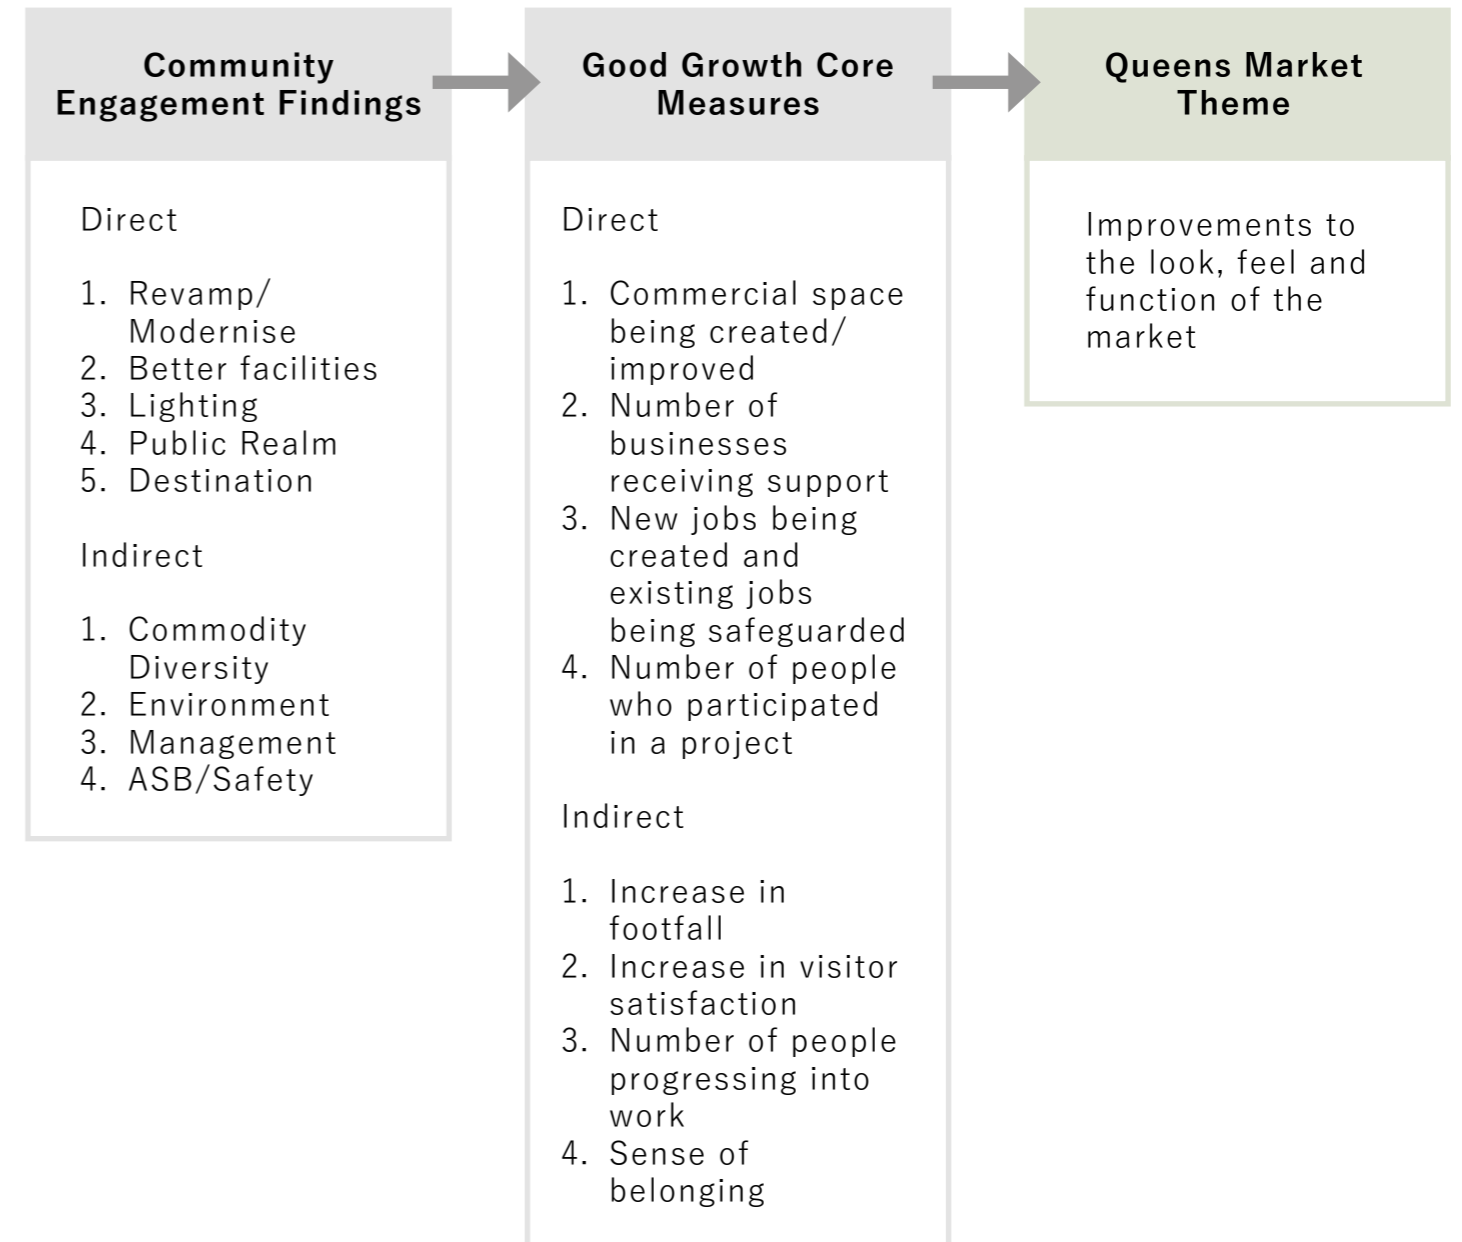 Community
Engagement Findings
Direct
1. Revamp/
Modernise
2. Better facilities
3. Lighting
4. Public Realm
5. Destination
Indirect
1. Commodity
Diversity
2. Environment
3. Management
4. ASB/Safety
Good Growth Core
Measures
Direct
1. Commercial space
being created/
improved
2. Number of
businesses
receiving support
3. New jobs being
created and
existing jobs
being safeguarded
4. Number of people
who participated
in a project
Indirect
1. Increase in
footfall
2. Increase in visitor
satisfaction
3. Number of people
progressing into
work
4. Sense of
belonging
Queens Market
Theme
Improvements to
the look, feel and
function of the
market